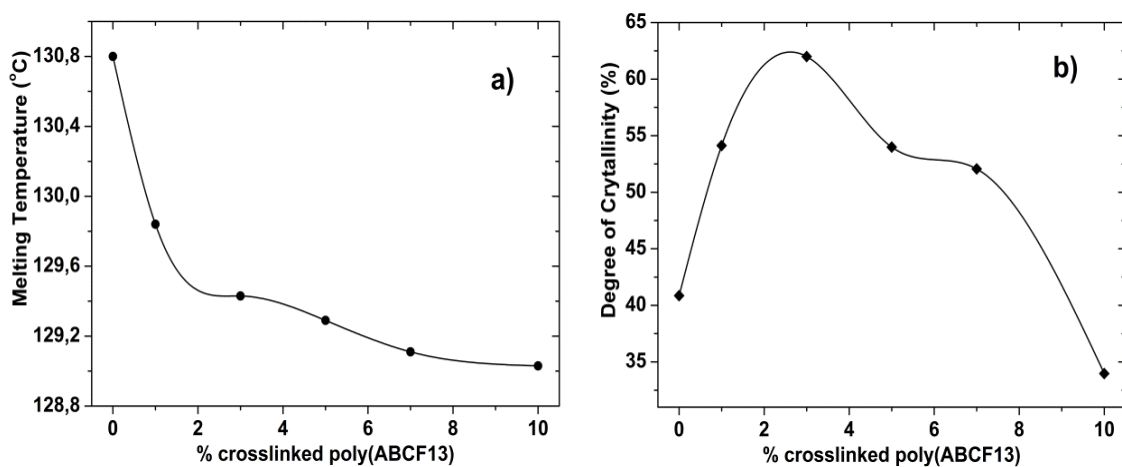 Melting Temperature (°C)
130,8
130,4
130,0
129,6
129,2
128,8
a)
0 2 4 6 8 10
% crosslinked poly(ABCF13)
Degree of Crytallinity (%)
65
60
55
50
45
40
35
b)
0 2 4 6 8 10
% crosslinked poly(ABCF13)